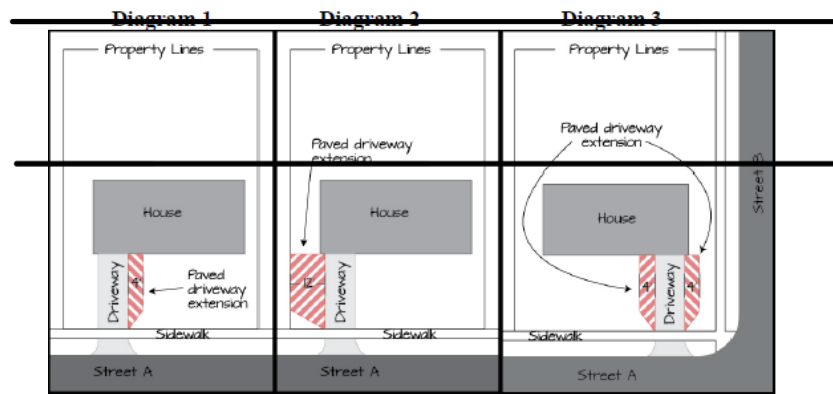 Diagram 1
Diagram 2
Diagram 3
Property Lines
House
Driveway
4'
Paved
driveway
extension
Sidewalk
Street A
Property Lines
Paved driveway
extension
House
12
Driveway
Sidewalk
Street A
Property Lines
Paved driveway
extension
House
4'
Driveway
4'
Sidewalk
Street A
Street B